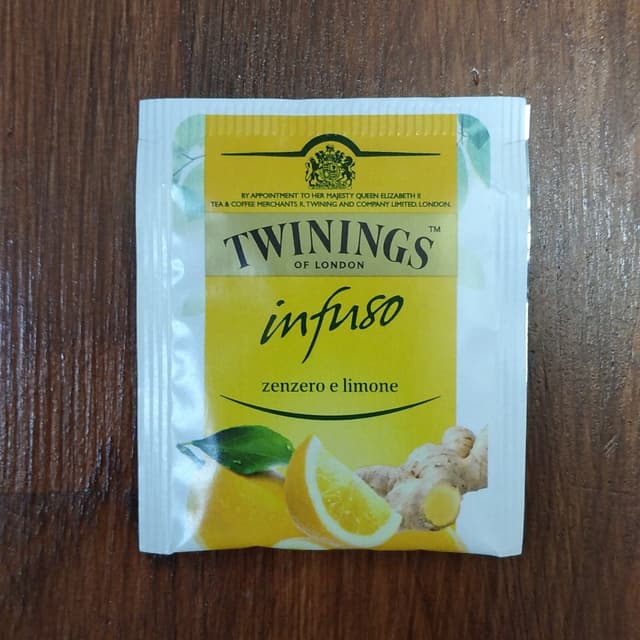 BY APPOINTMENT TO HER MAJESTY QUEEN ELIZABETH II
TEA & COFFEE MERCHANTS R. TWINING AND COMPANY LIMITED, LONDON.
TWININGS™
OF LONDON
infuso
zenzero e limone